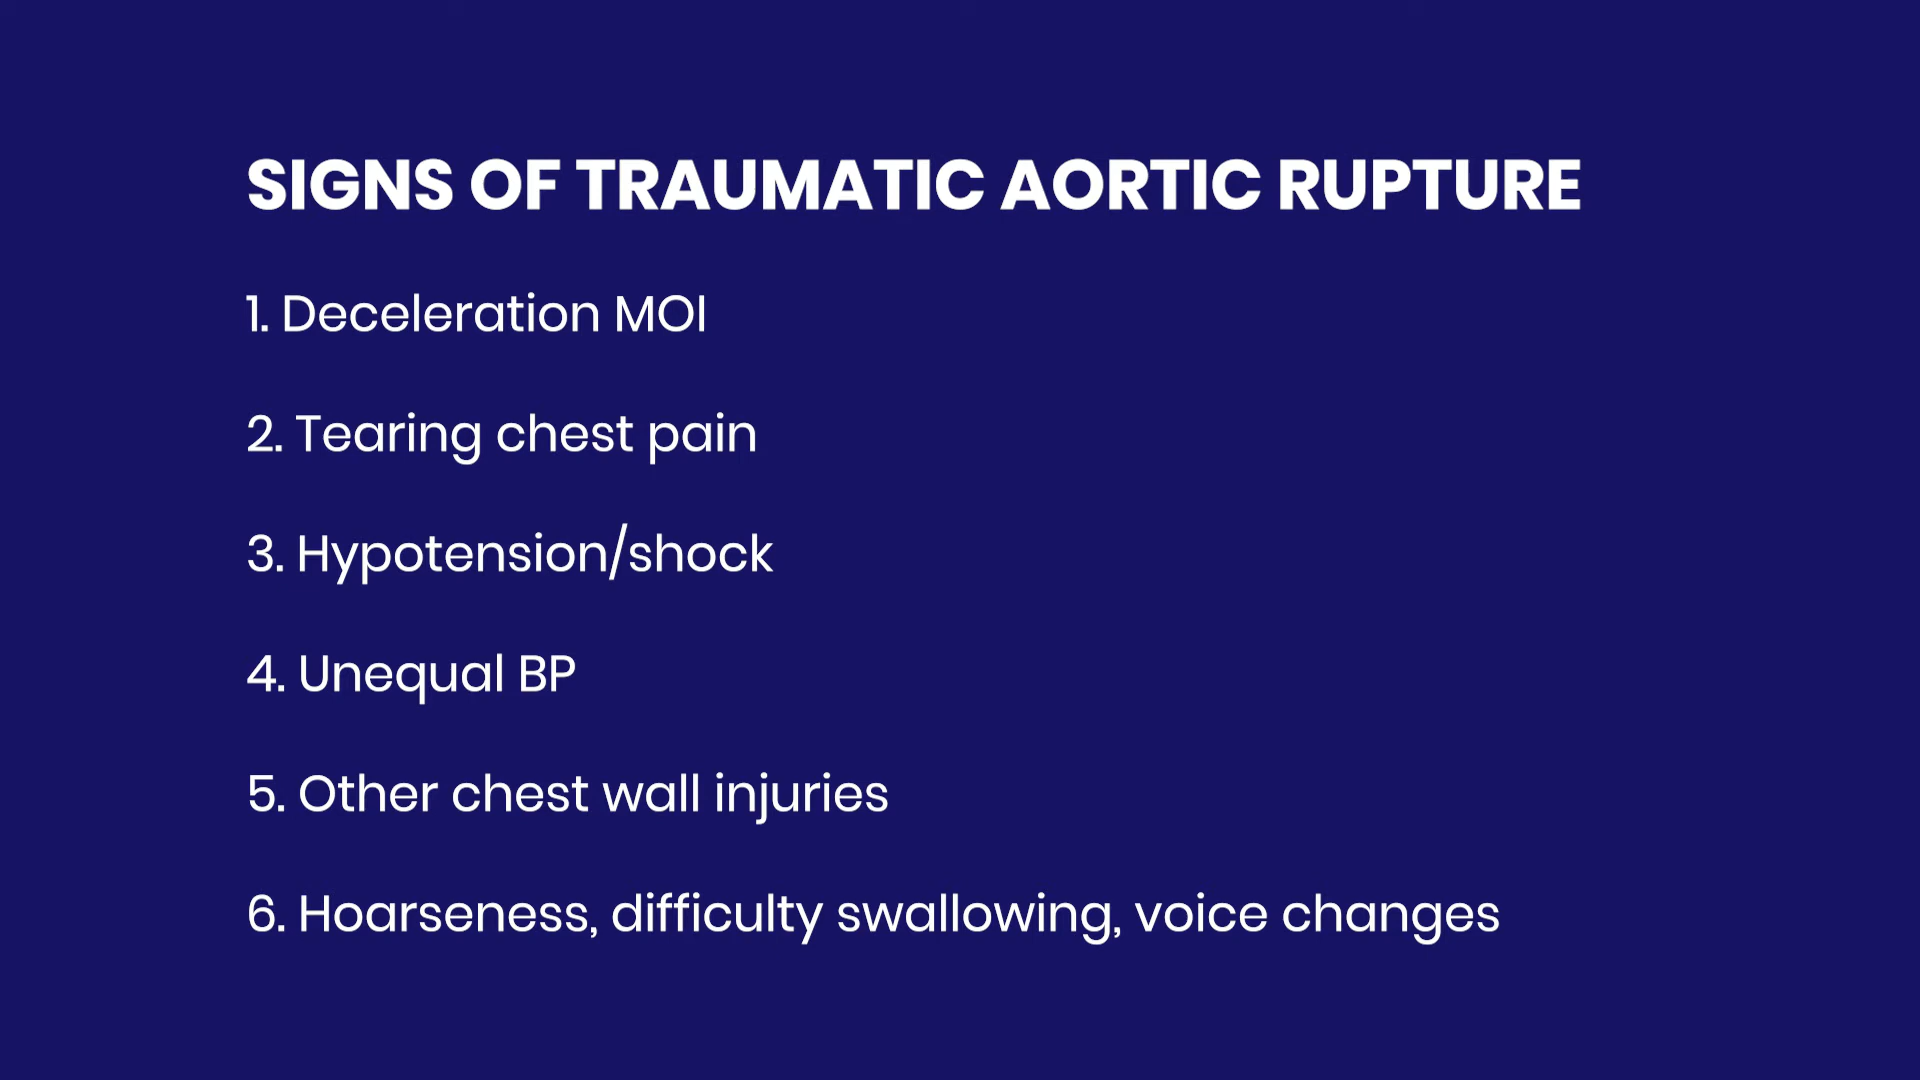 SIGNS OF TRAUMATIC AORTIC RUPTURE
1. Deceleration MOI
2. Tearing chest pain
3. Hypotension/shock
4. Unequal BP
5. Other chest wall injuries
6. Hoarseness, difficulty swallowing, voice changes